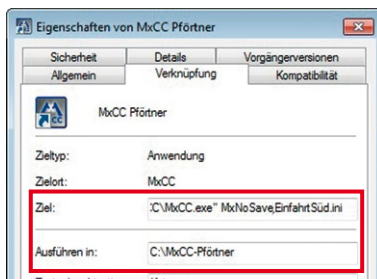 Eigenschaften von MxCC Pförtner
Sicherheit Details Vorgängerversionen
Allgemein Verknüpfung Kompatibilität
MxCC Pförtner
Zieltyp: Anwendung
Zielort: MxCC
Ziel: :C\MxCC.exe" MxNoSave,EinfahrtSüd.ini
Ausführen in: C:\MxCC-Pförtner